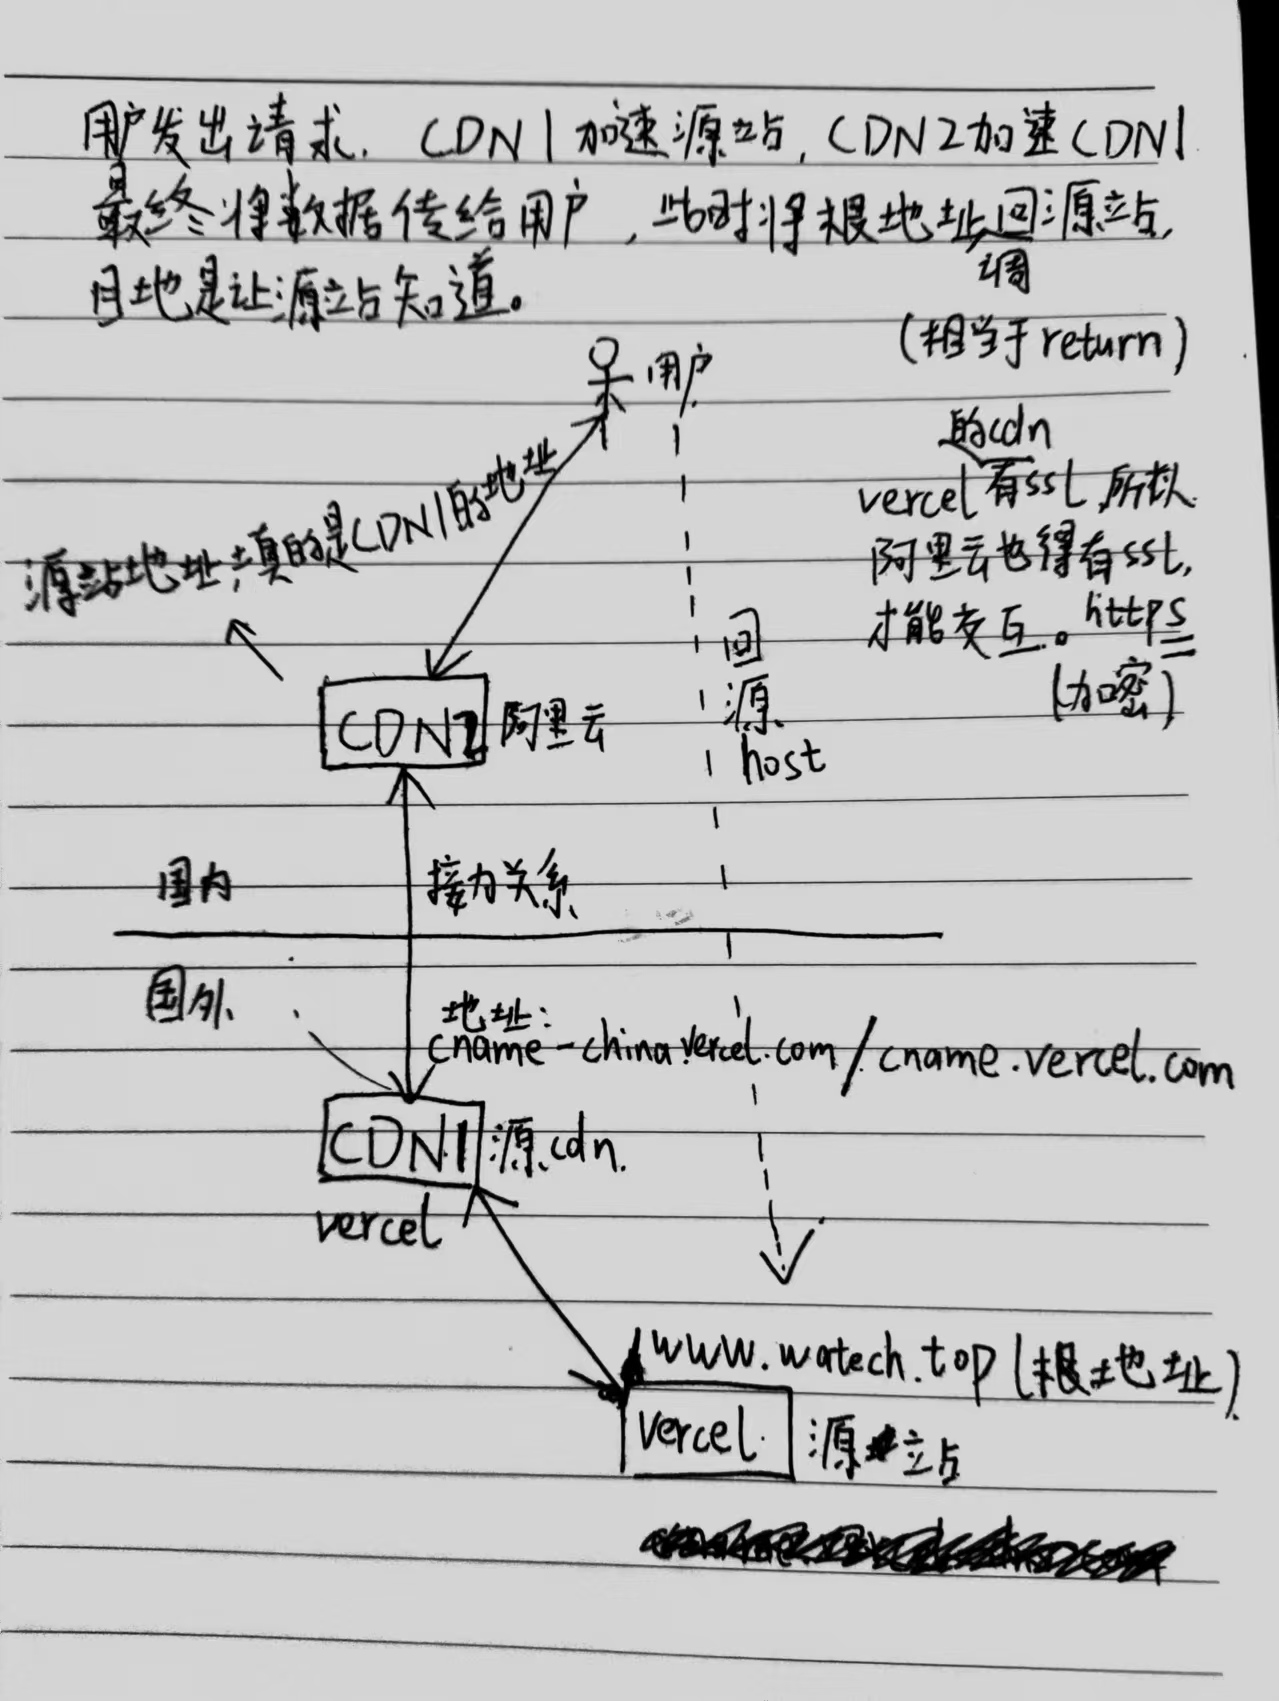 用户发出请求. CDN1加速源站, CDN2加速CDN1
最终将数据传给用户, 此时将根地址回源站,
调
目地是让源站知道。
(相当于return)
用户
的cdn
vercel有ssl,所以
阿里云也得有ssl,
才能交互。https
(加密)
源站地址填的是CDN1的地址
回
源
host
CDN2 阿里云
国内
接力关系
国外
地址:
cname-china.vercel.com/cname.vercel.com
CDN1 源cdn.
vercel
www.watech.top(根地址)
vercel. 源站